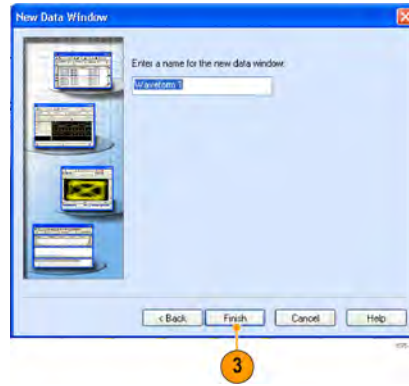 New Data Window
Enter a name for the new data window:
Waveform 1
< Back
Finish
Cancel
Help
3